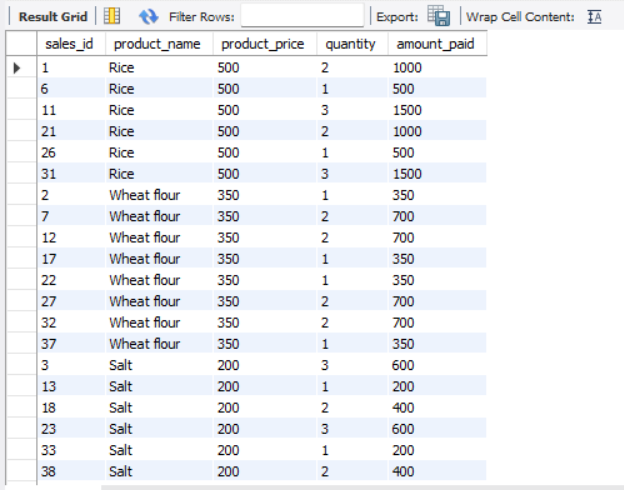 Result Grid Filter Rows: Export: Wrap Cell Content: IA
sales_id product_name product_price quantity amount_paid
1 Rice 500 2 1000
6 Rice 500 1 500
11 Rice 500 3 1500
21 Rice 500 2 1000
26 Rice 500 1 500
31 Rice 500 3 1500
2 Wheat flour 350 1 350
7 Wheat flour 350 2 700
12 Wheat flour 350 2 700
17 Wheat flour 350 1 350
22 Wheat flour 350 1 350
27 Wheat flour 350 2 700
32 Wheat flour 350 2 700
37 Wheat flour 350 1 350
3 Salt 200 3 600
13 Salt 200 1 200
18 Salt 200 2 400
23 Salt 200 3 600
33 Salt 200 1 200
38 Salt 200 2 400